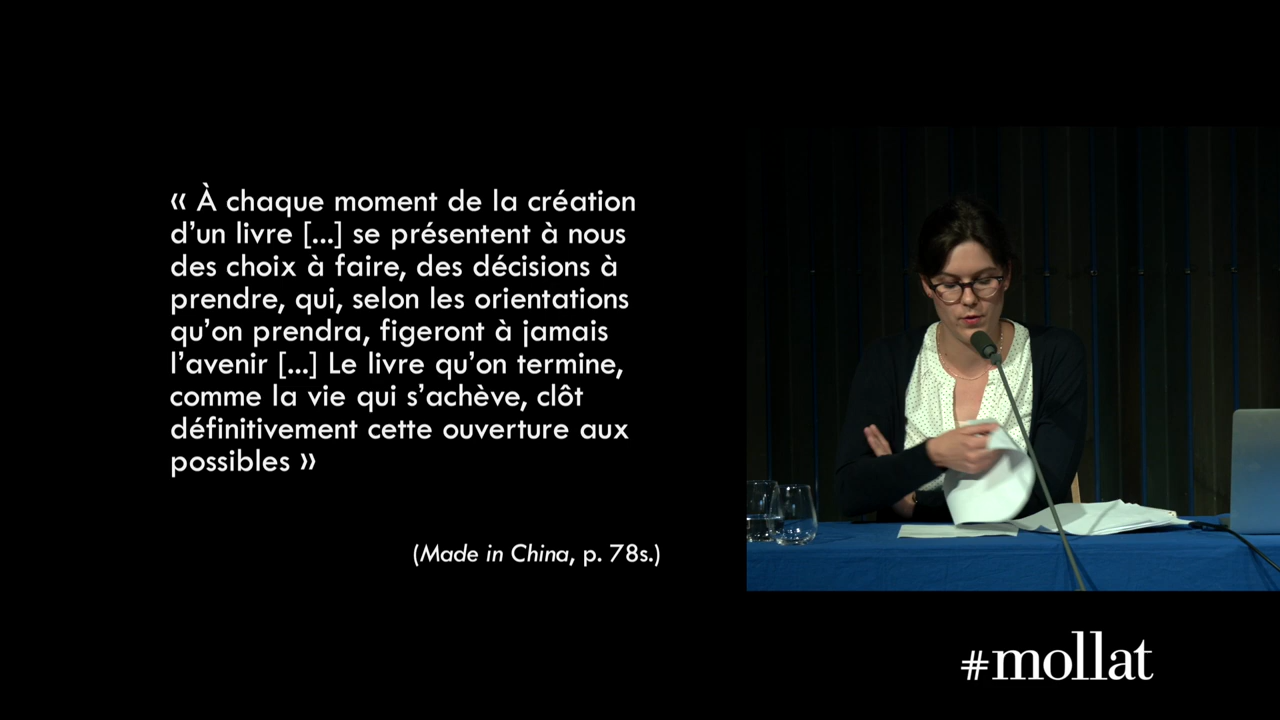 « À chaque moment de la création
d’un livre [...] se présentent à nous
des choix à faire, des décisions à
prendre, qui, selon les orientations
qu’on prendra, figeront à jamais
l’avenir [...] Le livre qu’on termine,
comme la vie qui s’achève, clôt
définitivement cette ouverture aux
possibles »
(Made in China, p. 78s.)
#mollat